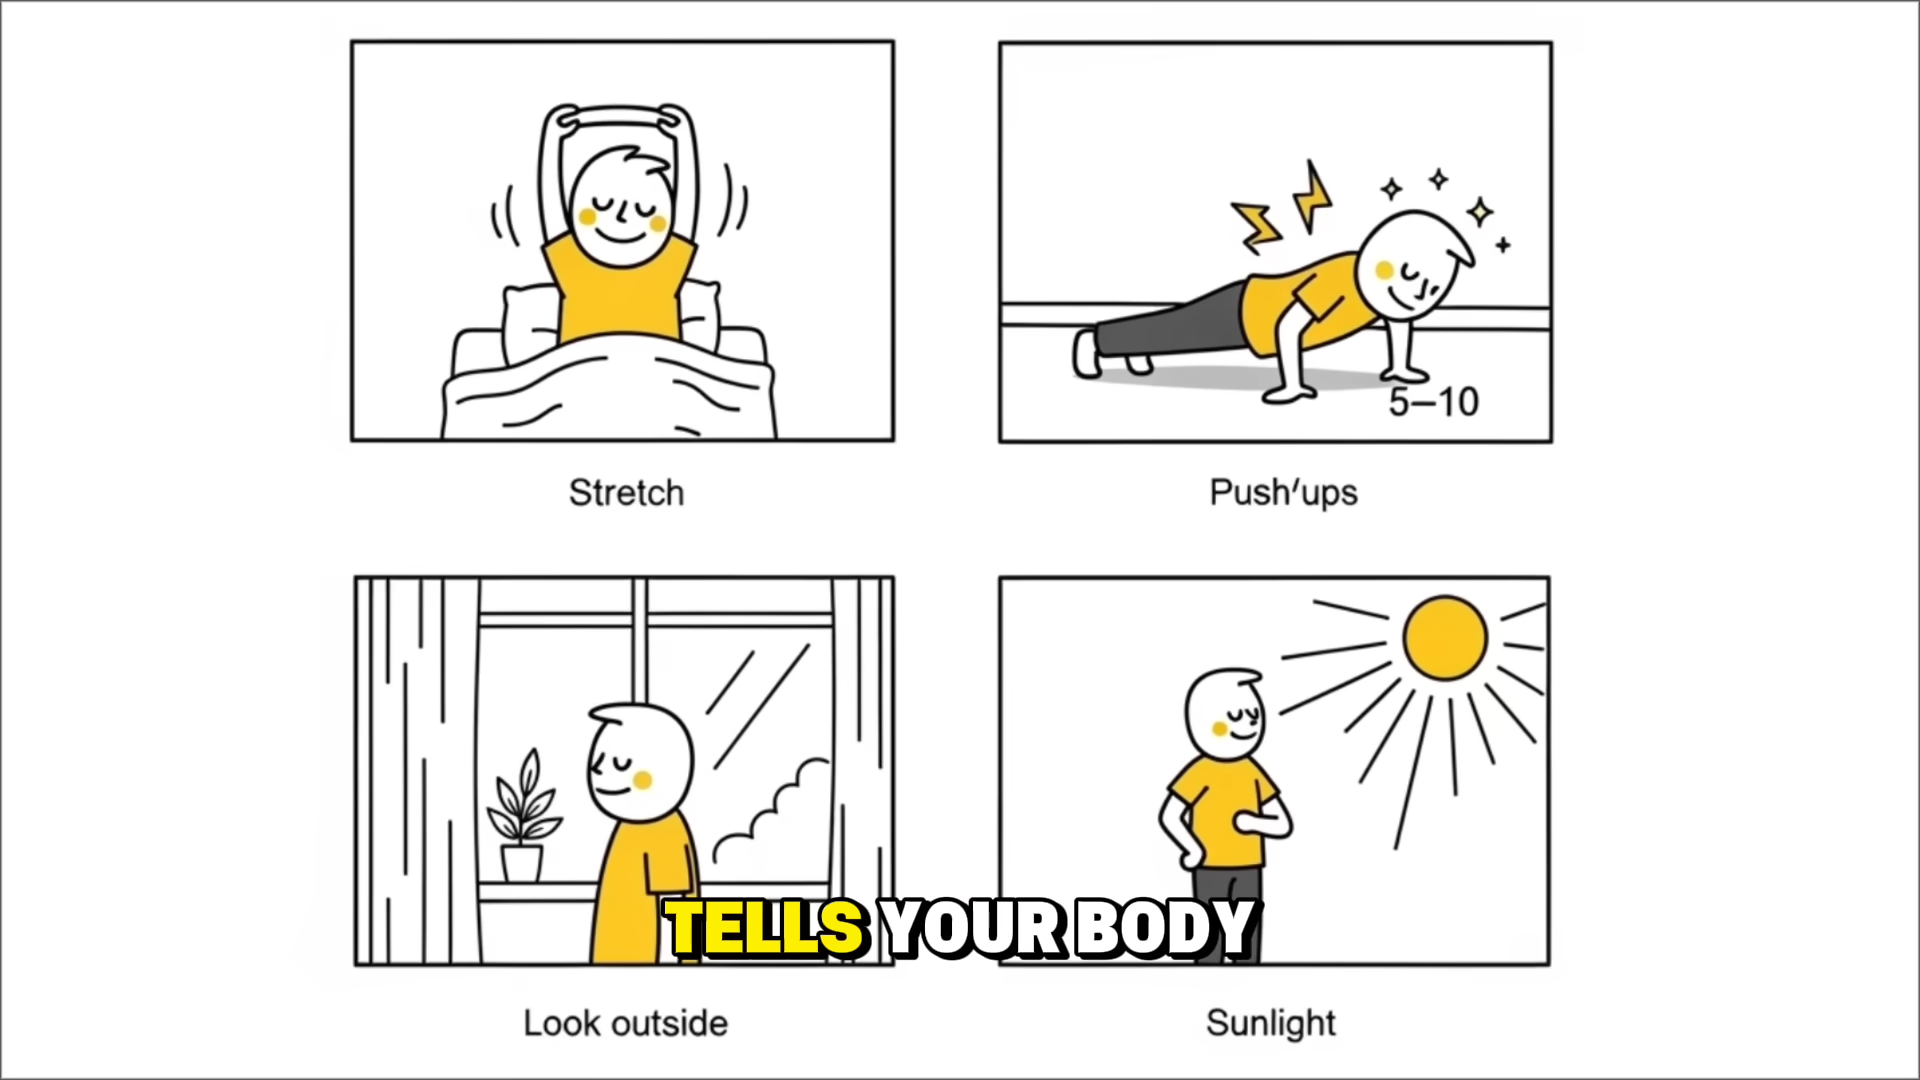 5–10
Stretch
Push'ups
TELLS YOUR BODY
Look outside
Sunlight